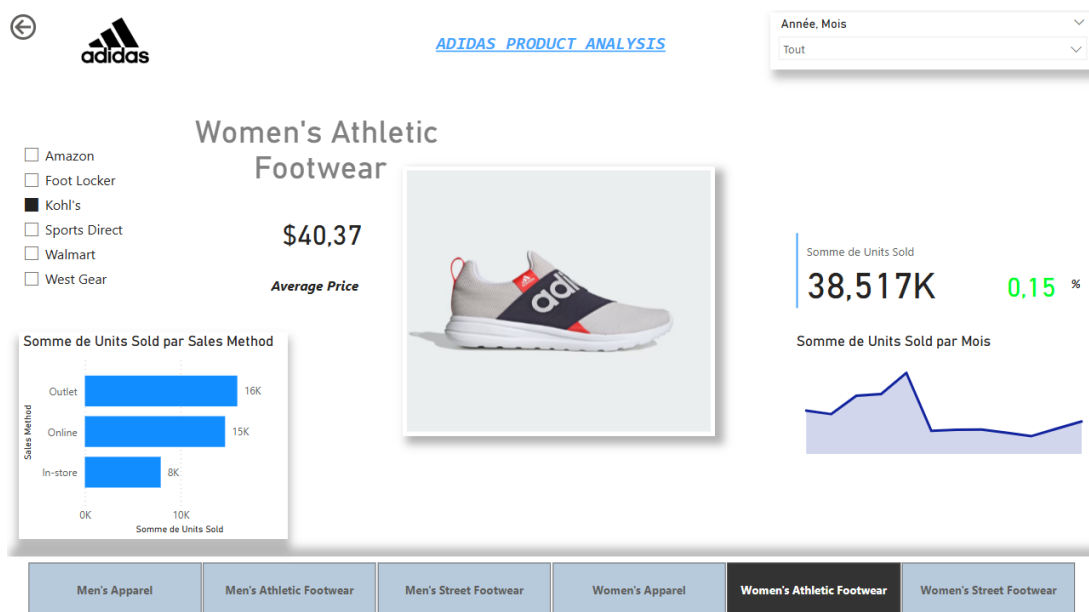 adidas
ADIDAS PRODUCT ANALYSIS
Année, Mois
Tout
Women's Athletic
Footwear
Amazon
Foot Locker
Kohl's
Sports Direct
Walmart
West Gear
$40,37
Average Price
adi
Somme de Units Sold
38,517K
0,15 %
Somme de Units Sold par Sales Method
Sales Method
Outlet
16K
Online
15K
In-store
8K
0K
10K
Somme de Units Sold
Somme de Units Sold par Mois
Men's Apparel
Men's Athletic Footwear
Men's Street Footwear
Women's Apparel
Women's Athletic Footwear
Women's Street Footwear